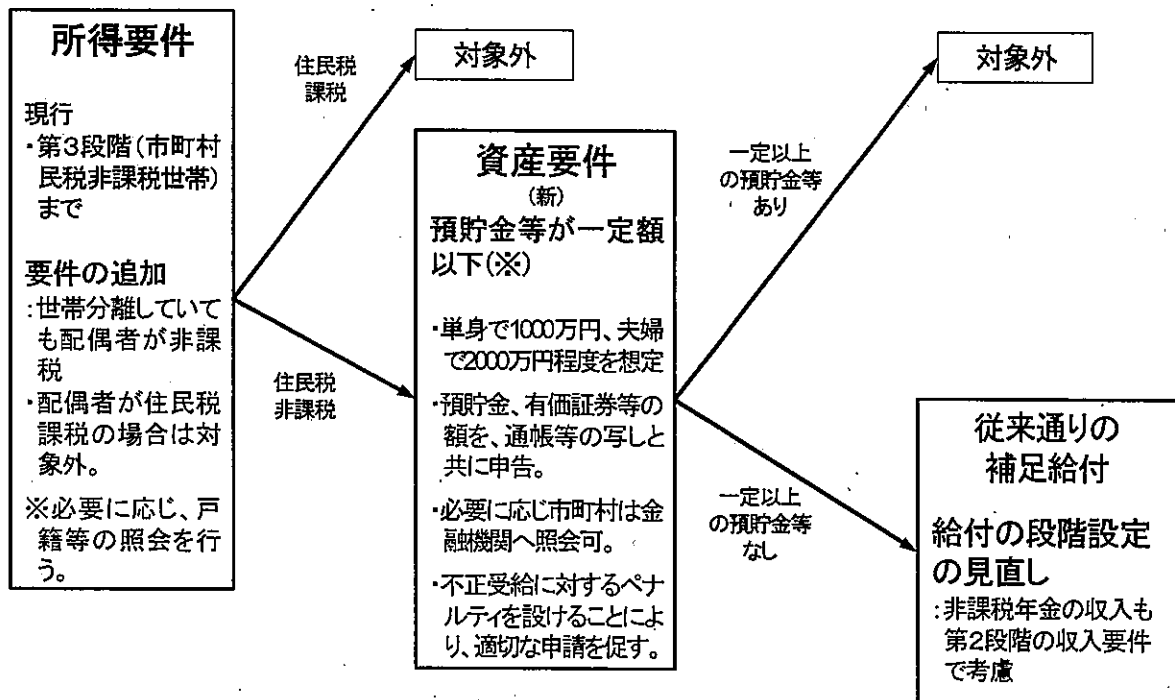 所得要件
現行
・第3段階(市町村
民税非課税世帯)
まで
要件の追加
:世帯分離していて
も配偶者が非課
税
・配偶者が住民税
課税の場合は対
象外。
※必要に応じ、戸
籍等の照会を行
う。
住民税
課税
対象外
住民税
非課税
資産要件
(新)
預貯金等が一定額
以下(※)
・単身で1000万円、夫婦
で2000万円程度を想定
・預貯金、有価証券等の
額を、通帳等の写しと
共に申告。
・必要に応じ市町村は金
融機関へ照会可。
・不正受給に対するペナ
ルティを設けることによ
り、適切な申請を促す。
一定以上
の預貯金等
あり
対象外
一定以上
の預貯金等
なし
従来通りの
補足給付
給付の段階設定
の見直し
:非課税年金の収入も
第2段階の収入要件
で考慮